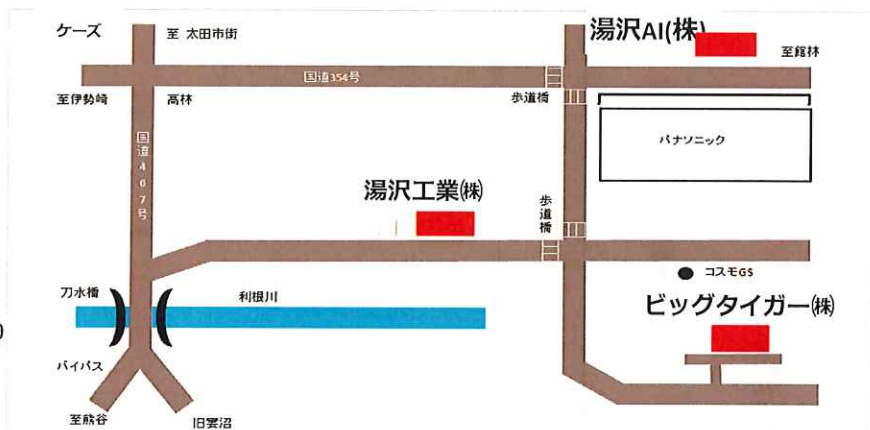 ケーズ
至 太田市街
湯沢AI(株)
至館林
国道354号
至伊勢崎
高林
歩道橋
パナソニック
国道407号
湯沢工業(株)
歩道橋
コスモGS
刀水橋
利根川
ビッグタイガー(株)
バイパス
至熊谷
旧妻沼